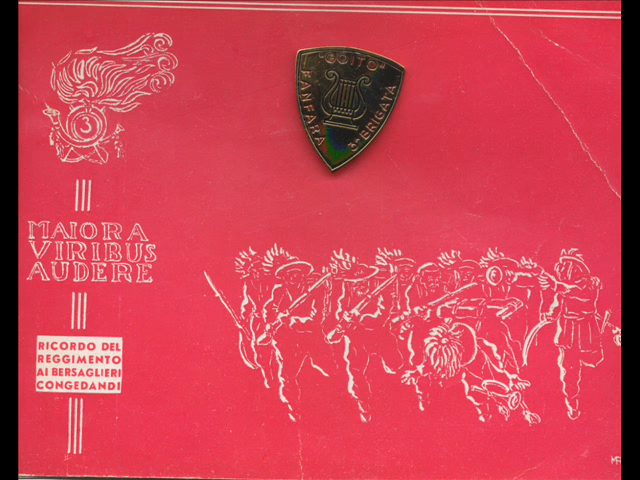 "GOITO"
FANFARA
3ª BRIGATA
3
MAIORA
VIRIBUS
AUDERE
RICORDO DEL
REGGIMENTO
AI BERSAGLIERI
CONGEDANDI